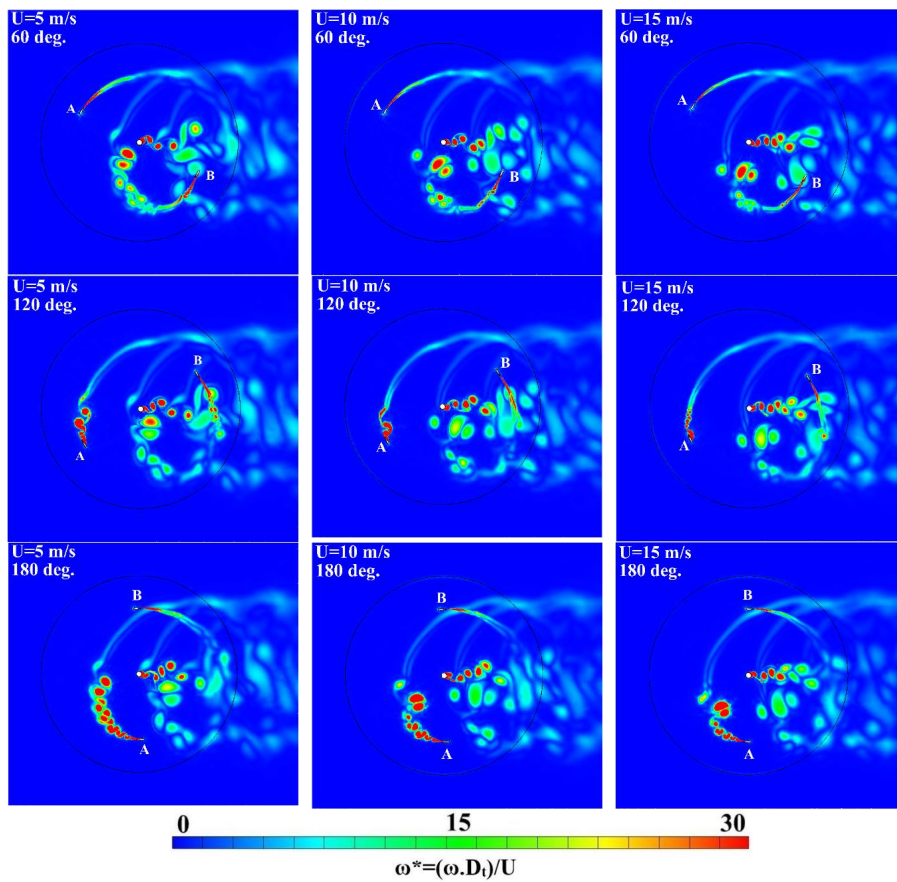 U=5 m/s
60 deg.
A
B
U=10 m/s
60 deg.
A
B
U=15 m/s
60 deg.
A
B
U=5 m/s
120 deg.
B
A
U=10 m/s
120 deg.
B
A
U=15 m/s
120 deg.
B
A
U=5 m/s
180 deg.
B
A
U=10 m/s
180 deg.
B
A
U=15 m/s
180 deg.
B
A
0 15 30
ω*=(ω.Dₜ)/U